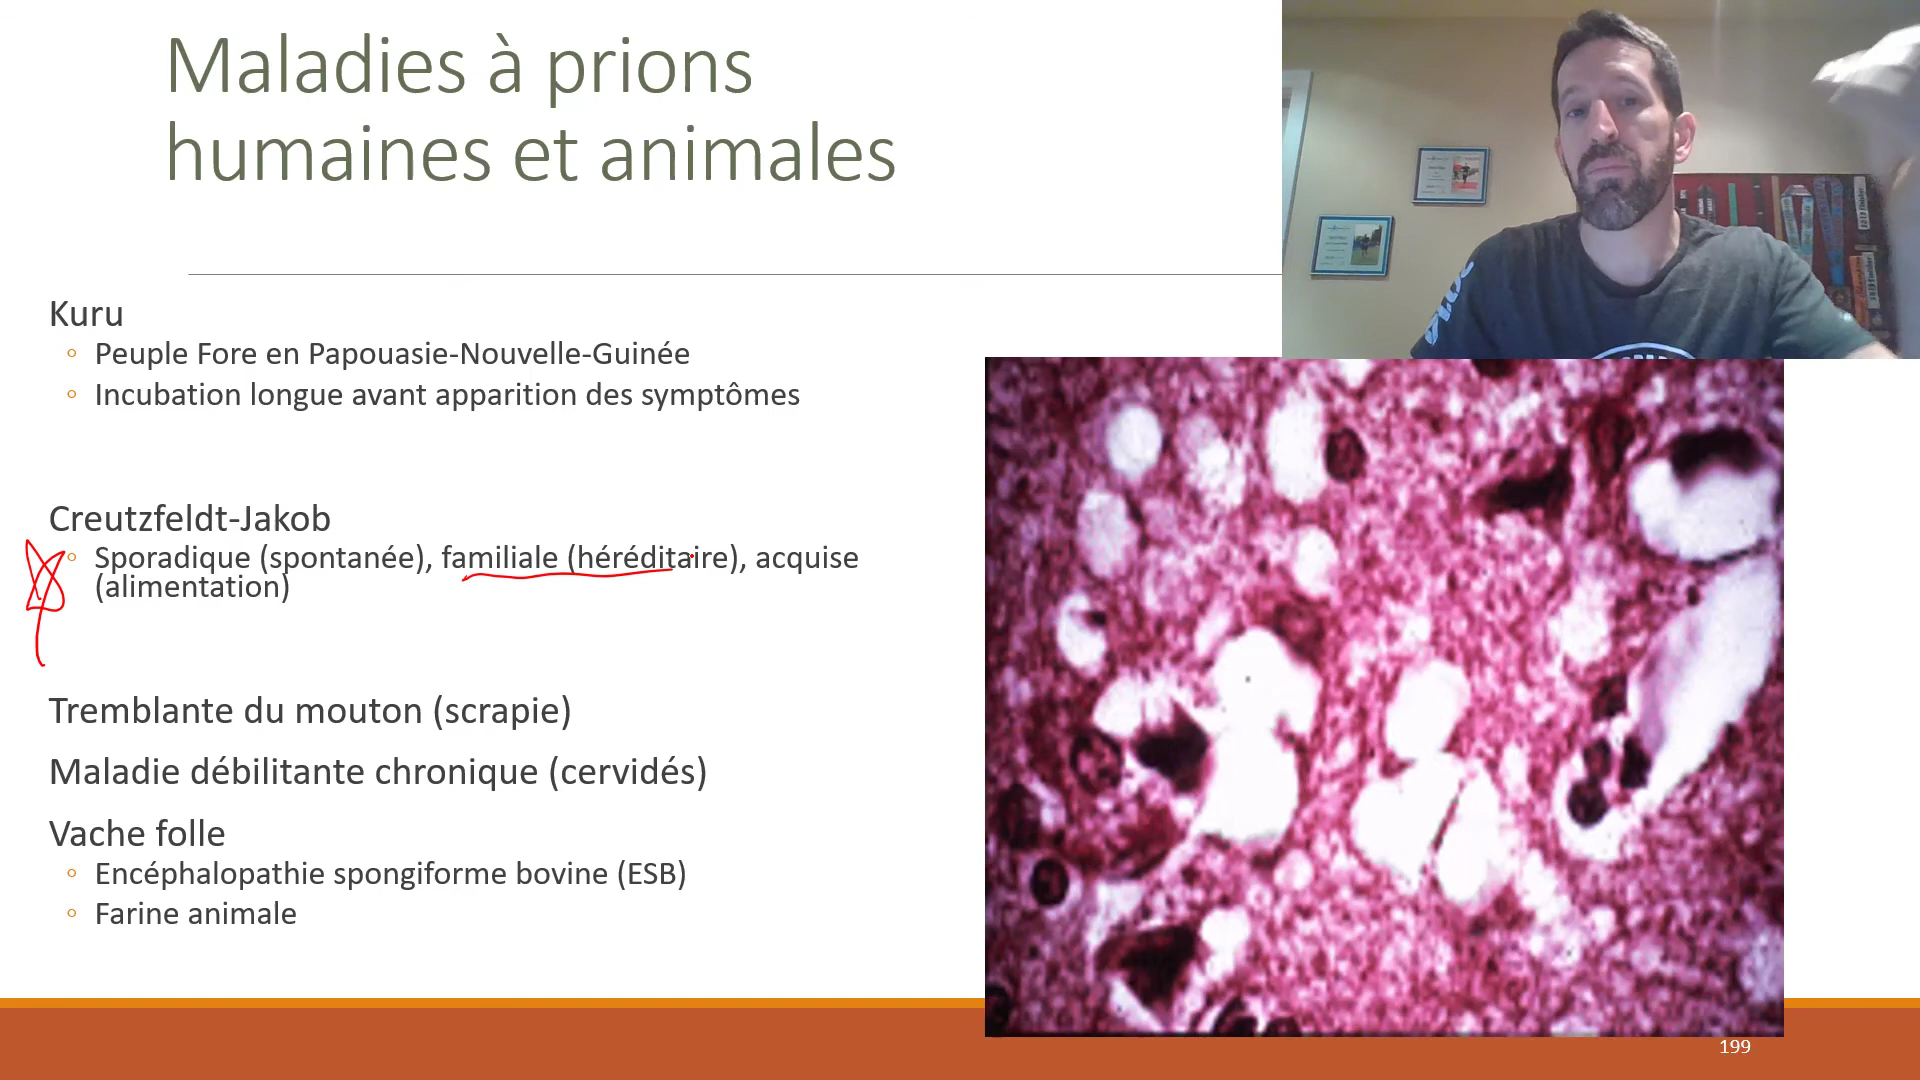 Maladies à prions
humaines et animales
Kuru
◦ Peuple Fore en Papouasie-Nouvelle-Guinée
◦ Incubation longue avant apparition des symptômes
Creutzfeldt-Jakob
◦ Sporadique (spontanée), familiale (héréditaire), acquise
(alimentation)
Tremblante du mouton (scrapie)
Maladie débilitante chronique (cervidés)
Vache folle
◦ Encéphalopathie spongiforme bovine (ESB)
◦ Farine animale
199